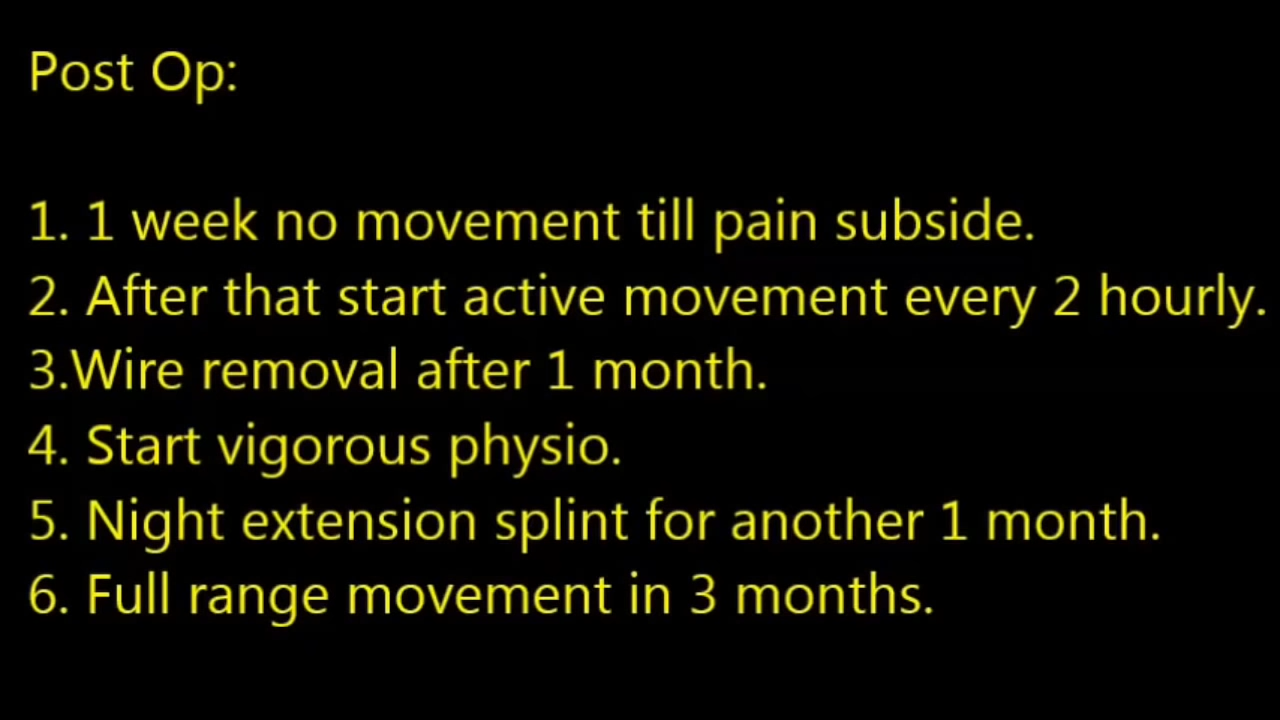 Post Op:
1. 1 week no movement till pain subside.
2. After that start active movement every 2 hourly.
3.Wire removal after 1 month.
4. Start vigorous physio.
5. Night extension splint for another 1 month.
6. Full range movement in 3 months.